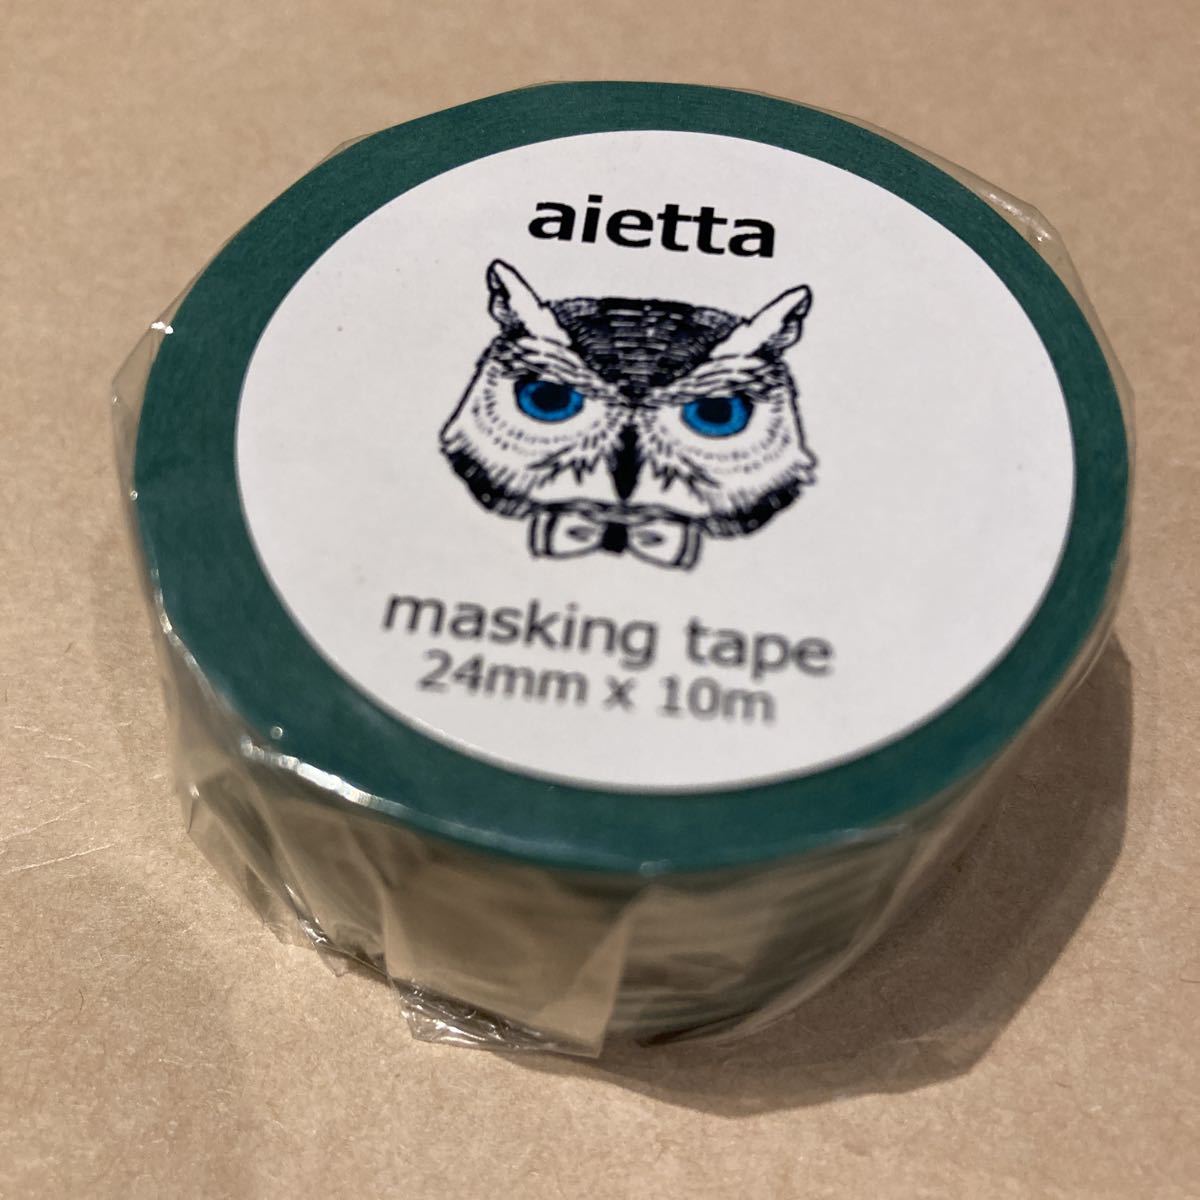 aietta
masking tape
24mm x 10m